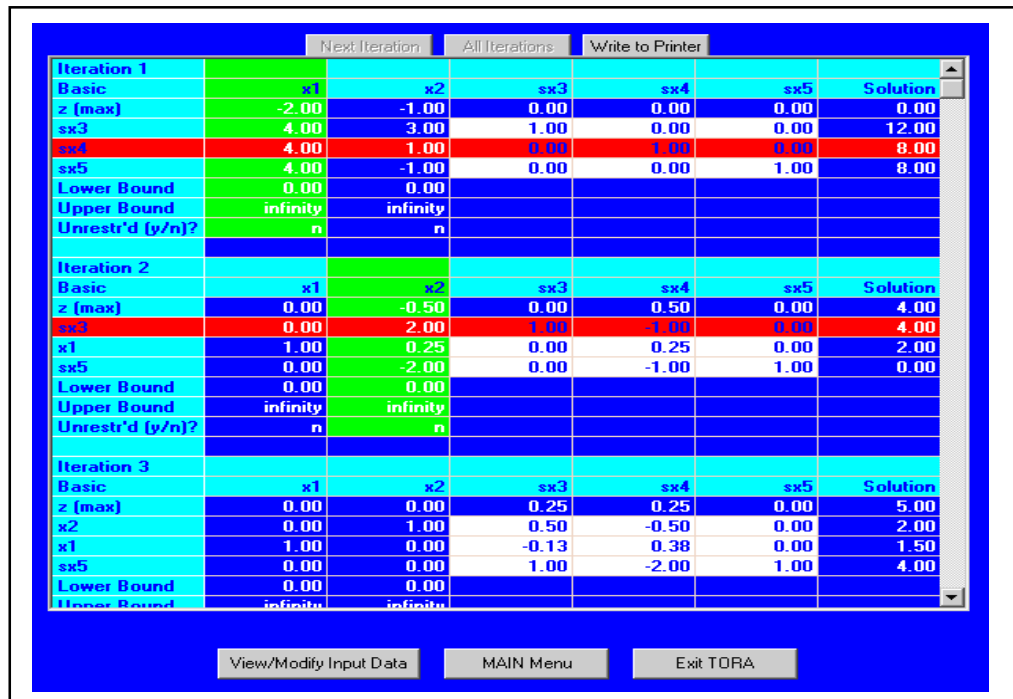 Next Iteration All Iterations Write to Printer
Iteration 1
Basic x1 x2 sx3 sx4 sx5 Solution
z (max) -2.00 -1.00 0.00 0.00 0.00 0.00
sx3 4.00 3.00 1.00 0.00 0.00 12.00
sx4 4.00 1.00 0.00 1.00 0.00 8.00
sx5 4.00 -1.00 0.00 0.00 1.00 8.00
Lower Bound 0.00 0.00
Upper Bound infinity infinity
Unrestr'd (y/n)? n n
Iteration 2
Basic x1 x2 sx3 sx4 sx5 Solution
z (max) 0.00 -0.50 0.00 0.50 0.00 4.00
sx3 0.00 2.00 1.00 -1.00 0.00 4.00
x1 1.00 0.25 0.00 0.25 0.00 2.00
sx5 0.00 -2.00 0.00 -1.00 1.00 0.00
Lower Bound 0.00 0.00
Upper Bound infinity infinity
Unrestr'd (y/n)? n n
Iteration 3
Basic x1 x2 sx3 sx4 sx5 Solution
z (max) 0.00 0.00 0.25 0.25 0.00 5.00
x2 0.00 1.00 0.50 -0.50 0.00 2.00
x1 1.00 0.00 -0.13 0.38 0.00 1.50
sx5 0.00 0.00 1.00 -2.00 1.00 4.00
Lower Bound 0.00 0.00
Upper Bound infinity infinity
View/Modify Input Data MAIN Menu Exit TORA